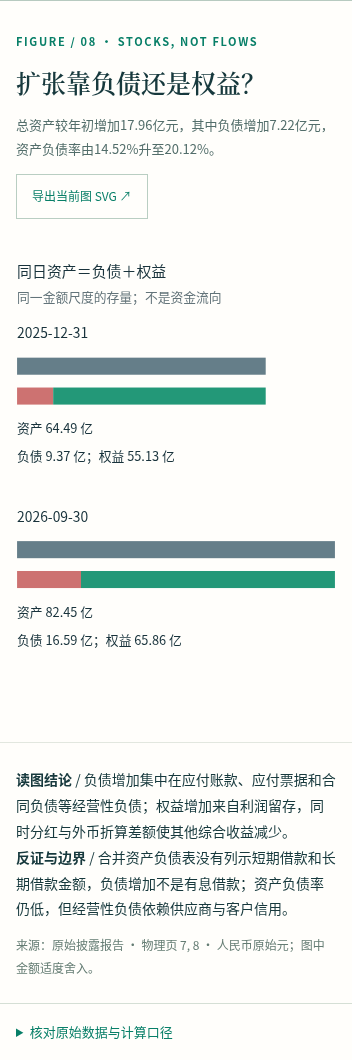 FIGURE / 08 · STOCKS, NOT FLOWS
扩张靠负债还是权益？
总资产较年初增加17.96亿元，其中负债增加7.22亿元，
资产负债率由14.52%升至20.12%。
导出当前图 SVG ↗
同日资产＝负债＋权益
同一金额尺度的存量；不是资金流向
2025-12-31
资产 64.49 亿
负债 9.37 亿；权益 55.13 亿
2026-09-30
资产 82.45 亿
负债 16.59 亿；权益 65.86 亿
读图结论 / 负债增加集中在应付账款、应付票据和合
同负债等经营性负债；权益增加来自利润留存，同
时分红与外币折算差额使其他综合收益减少。
反证与边界 / 合并资产负债表没有列示短期借款和长
期借款金额，负债增加不是有息借款；资产负债率
仍低，但经营性负债依赖供应商与客户信用。
来源：原始披露报告 · 物理页 7, 8 · 人民币原始元；图中
金额适度舍入。
▶ 核对原始数据与计算口径